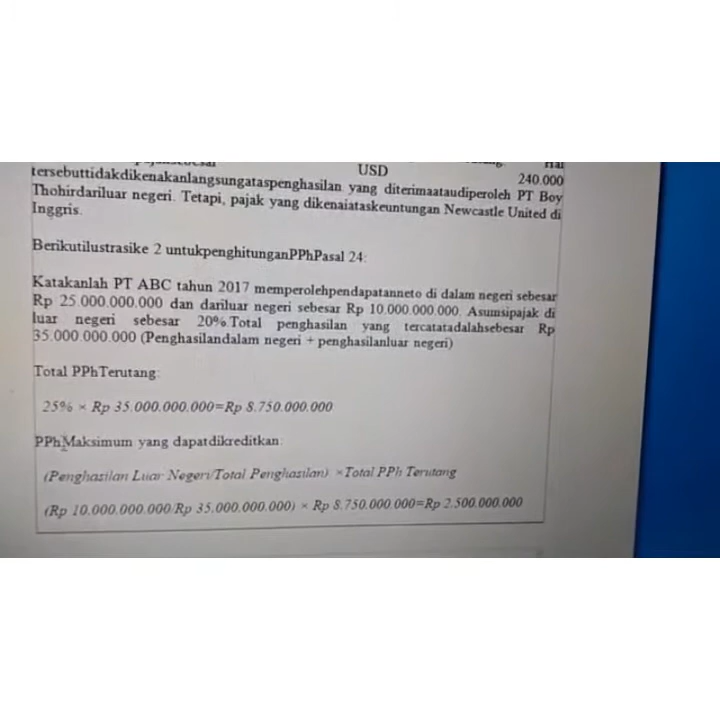 USD 240.000
tersebuttidakdikenakanlangsungataspenghasilan yang diterimaataudiperoleh PT Boy
Thohirdariluar negeri. Tetapi, pajak yang dikenaiataskeuntungan Newcastle United di
Inggris.
Berikutilustrasike 2 untukpenghitunganPPhPasal 24:
Katakanlah PT ABC tahun 2017 memperolehpendapatanneto di dalam negeri sebesar
Rp 25.000.000.000 dan dariluar negeri sebesar Rp 10.000.000.000. Asumsipajak di
luar negeri sebesar 20%.Total penghasilan yang tercatatadalahsebesar Rp
35.000.000.000 (Penghasilandalam negeri + penghasilanluar negeri)
Total PPhTerutang:
25% × Rp 35.000.000.000=Rp 8.750.000.000
PPhMaksimum yang dapatdikreditkan:
(Penghasilan Luar Negeri/Total Penghasilan) ×Total PPh Terutang
(Rp 10.000.000.000/Rp 35.000.000.000) × Rp 8.750.000.000=Rp 2.500.000.000